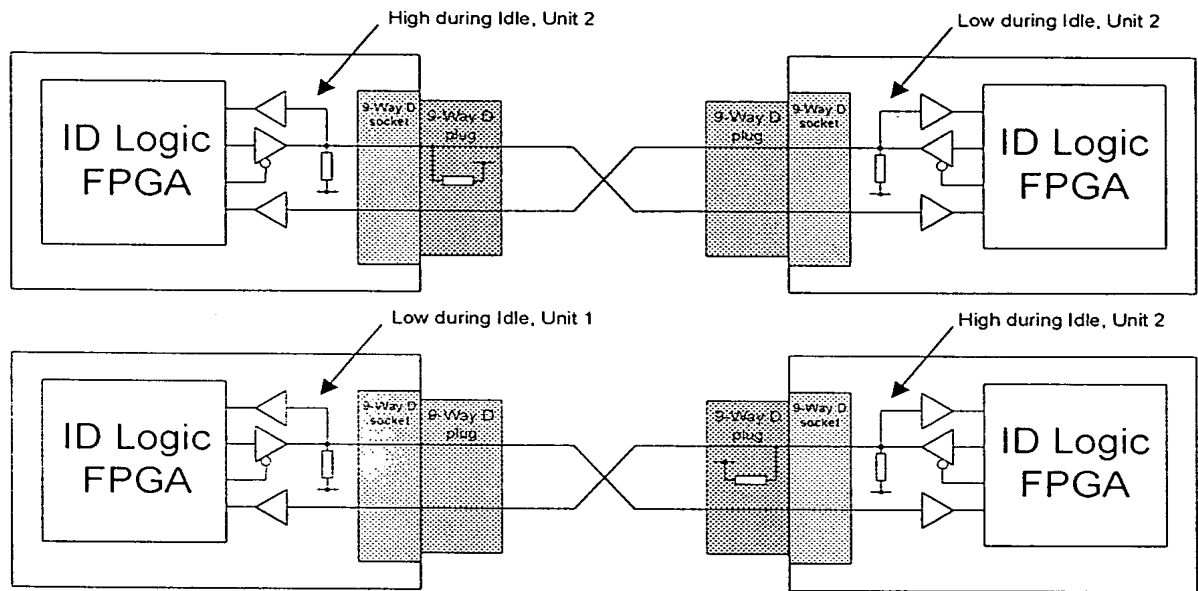 High during Idle, Unit 2
Low during Idle, Unit 2
ID Logic
FPGA
9-Way D
socket
9-Way D
plug
9-Way D
plug
9-Way D
socket
ID Logic
FPGA
Low during Idle, Unit 1
High during Idle, Unit 2
ID Logic
FPGA
9-Way D
socket
9-Way D
plug
9-Way D
plug
9-Way D
socket
ID Logic
FPGA